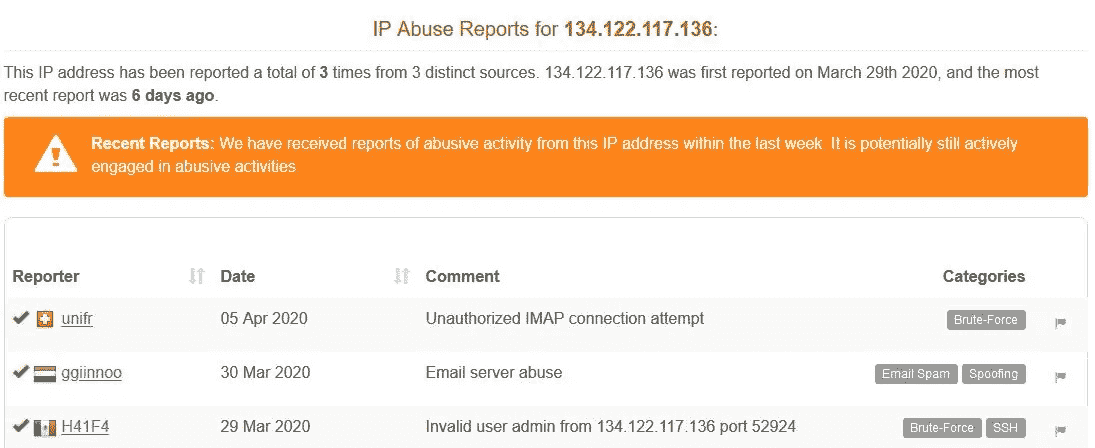 IP Abuse Reports for 134.122.117.136:
This IP address has been reported a total of 3 times from 3 distinct sources. 134.122.117.136 was first reported on March 29th 2020, and the most
recent report was 6 days ago.
Recent Reports: We have received reports of abusive activity from this IP address within the last week. It is potentially still actively
engaged in abusive activities
Reporter Date Comment Categories
unifr 05 Apr 2020 Unauthorized IMAP connection attempt Brute-Force
ggiinnoo 30 Mar 2020 Email server abuse Email Spam Spoofing
H41F4 29 Mar 2020 Invalid user admin from 134.122.117.136 port 52924 Brute-Force SSH